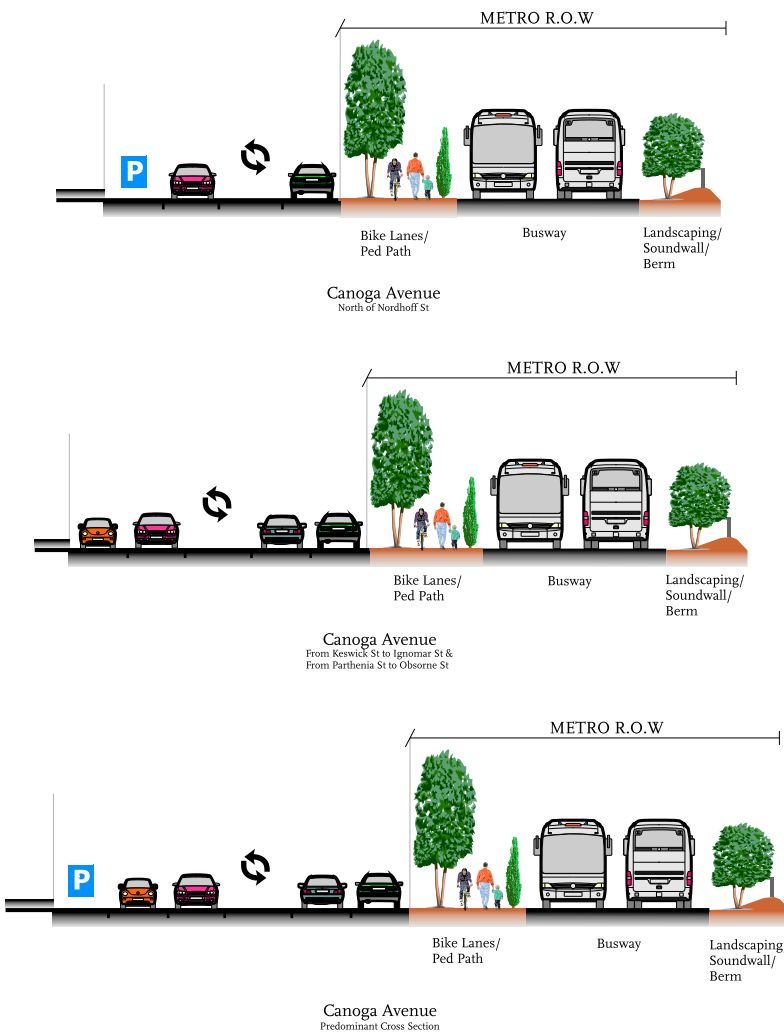 METRO R.O.W
P
Bike Lanes/
Ped Path
Busway
Landscaping/
Soundwall/
Berm
Canoga Avenue
North of Nordhoff St
METRO R.O.W
Bike Lanes/
Ped Path
Busway
Landscaping/
Soundwall/
Berm
Canoga Avenue
From Keswick St to Ignomar St &
From Parthenia St to Obsorne St
METRO R.O.W
P
Bike Lanes/
Ped Path
Busway
Landscaping
Soundwall/
Berm
Canoga Avenue
Predominant Cross Section